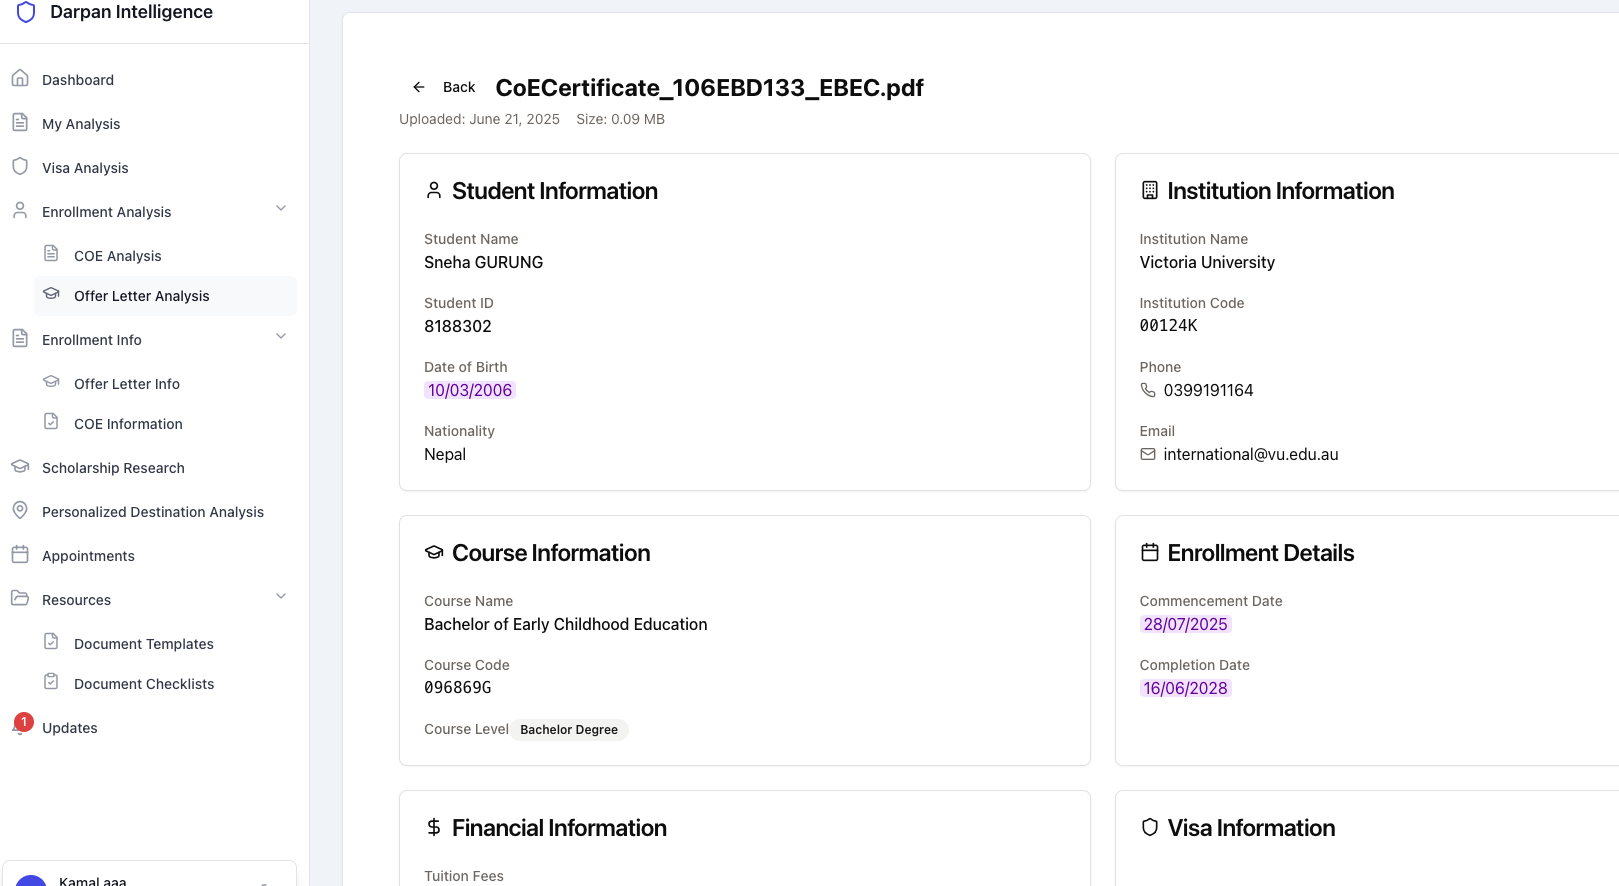 Darpan Intelligence
Dashboard
My Analysis
Visa Analysis
Enrollment Analysis
COE Analysis
Offer Letter Analysis
Enrollment Info
Offer Letter Info
COE Information
Scholarship Research
Personalized Destination Analysis
Appointments
Resources
Document Templates
Document Checklists
1
Updates
Kamal aaa
Back CoECertificate_106EBD133_EBEC.pdf
Uploaded: June 21, 2025 Size: 0.09 MB
Student Information
Student Name
Sneha GURUNG
Student ID
8188302
Date of Birth
10/03/2006
Nationality
Nepal
Institution Information
Institution Name
Victoria University
Institution Code
00124K
Phone
0399191164
Email
international@vu.edu.au
Course Information
Course Name
Bachelor of Early Childhood Education
Course Code
096869G
Course Level Bachelor Degree
Enrollment Details
Commencement Date
28/07/2025
Completion Date
16/06/2028
Financial Information
Tuition Fees
Visa Information